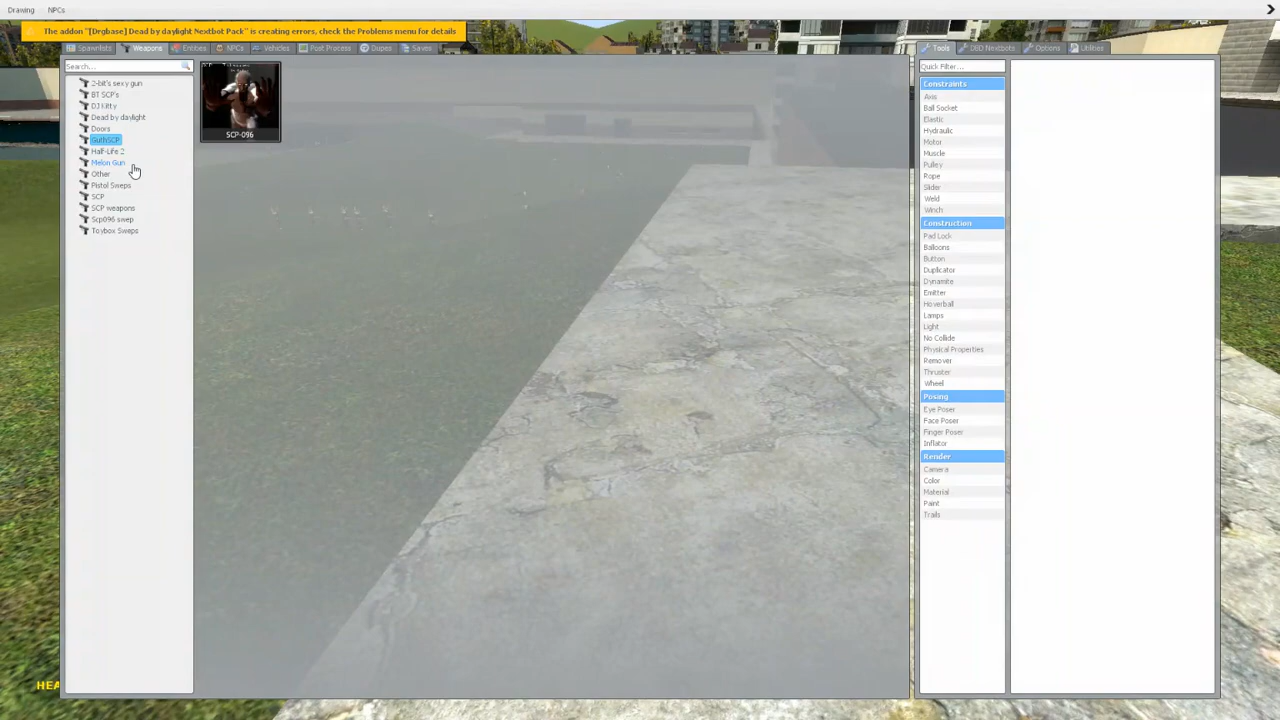 Drawing NPCs
The addon "[Drgbase] Dead by daylight Nextbot Pack" is creating errors, check the Problems menu for details
Spawnlists Weapons Entities NPCs Vehicles Post Process Dupes Saves
Search...
2-bit's sexy gun
BT SCP's
DJ Kitty
Dead by daylight
Doors
GuthSCP
Half-Life 2
Melon Gun
Other
Pistol Sweps
SCP
SCP weapons
Scp096 swep
Toybox Sweps
SCP-096
Tools DBD Nextbots Options Utilities
Quick Filter...
Constraints
Axis
Ball Socket
Elastic
Hydraulic
Motor
Muscle
Pulley
Rope
Slider
Weld
Winch
Construction
Pad Lock
Balloons
Button
Duplicator
Dynamite
Emitter
Hoverball
Lamps
Light
No Collide
Physical Properties
Remover
Thruster
Wheel
Posing
Eye Poser
Face Poser
Finger Poser
Inflator
Render
Camera
Color
Material
Paint
Trails
HEA